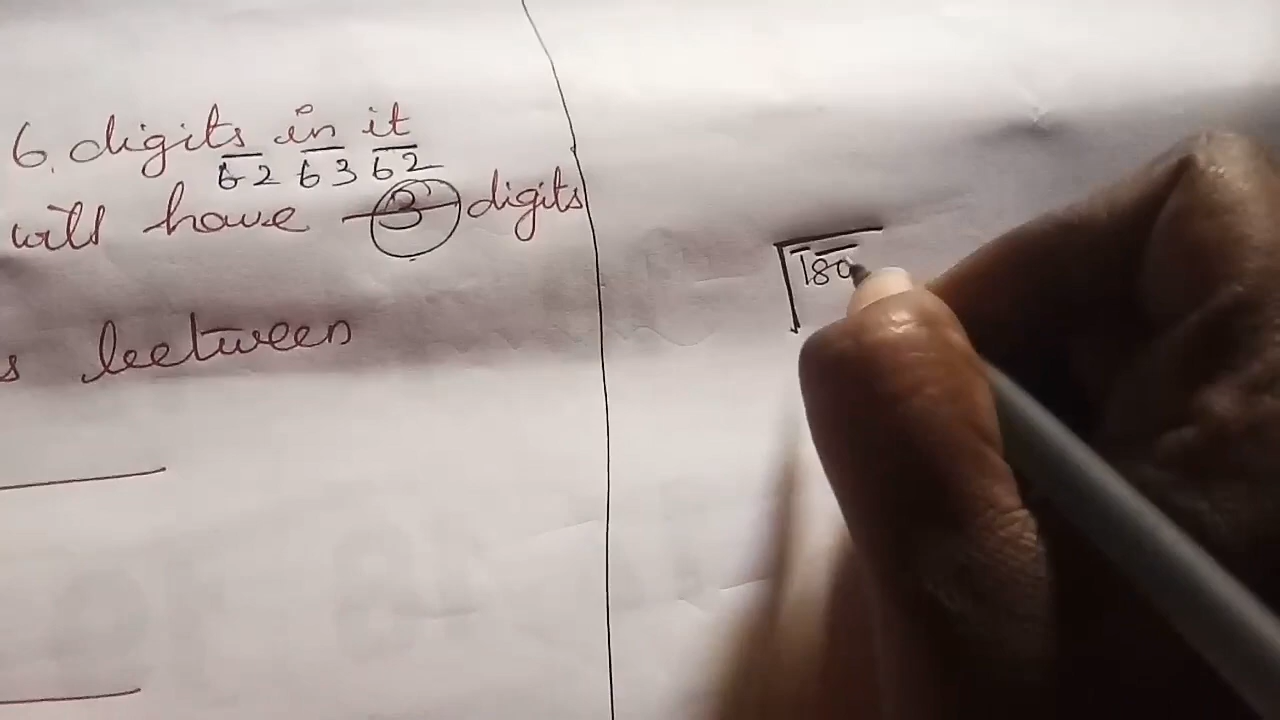 6 digits in it
62 63 62
will have 3 digits
s between
180